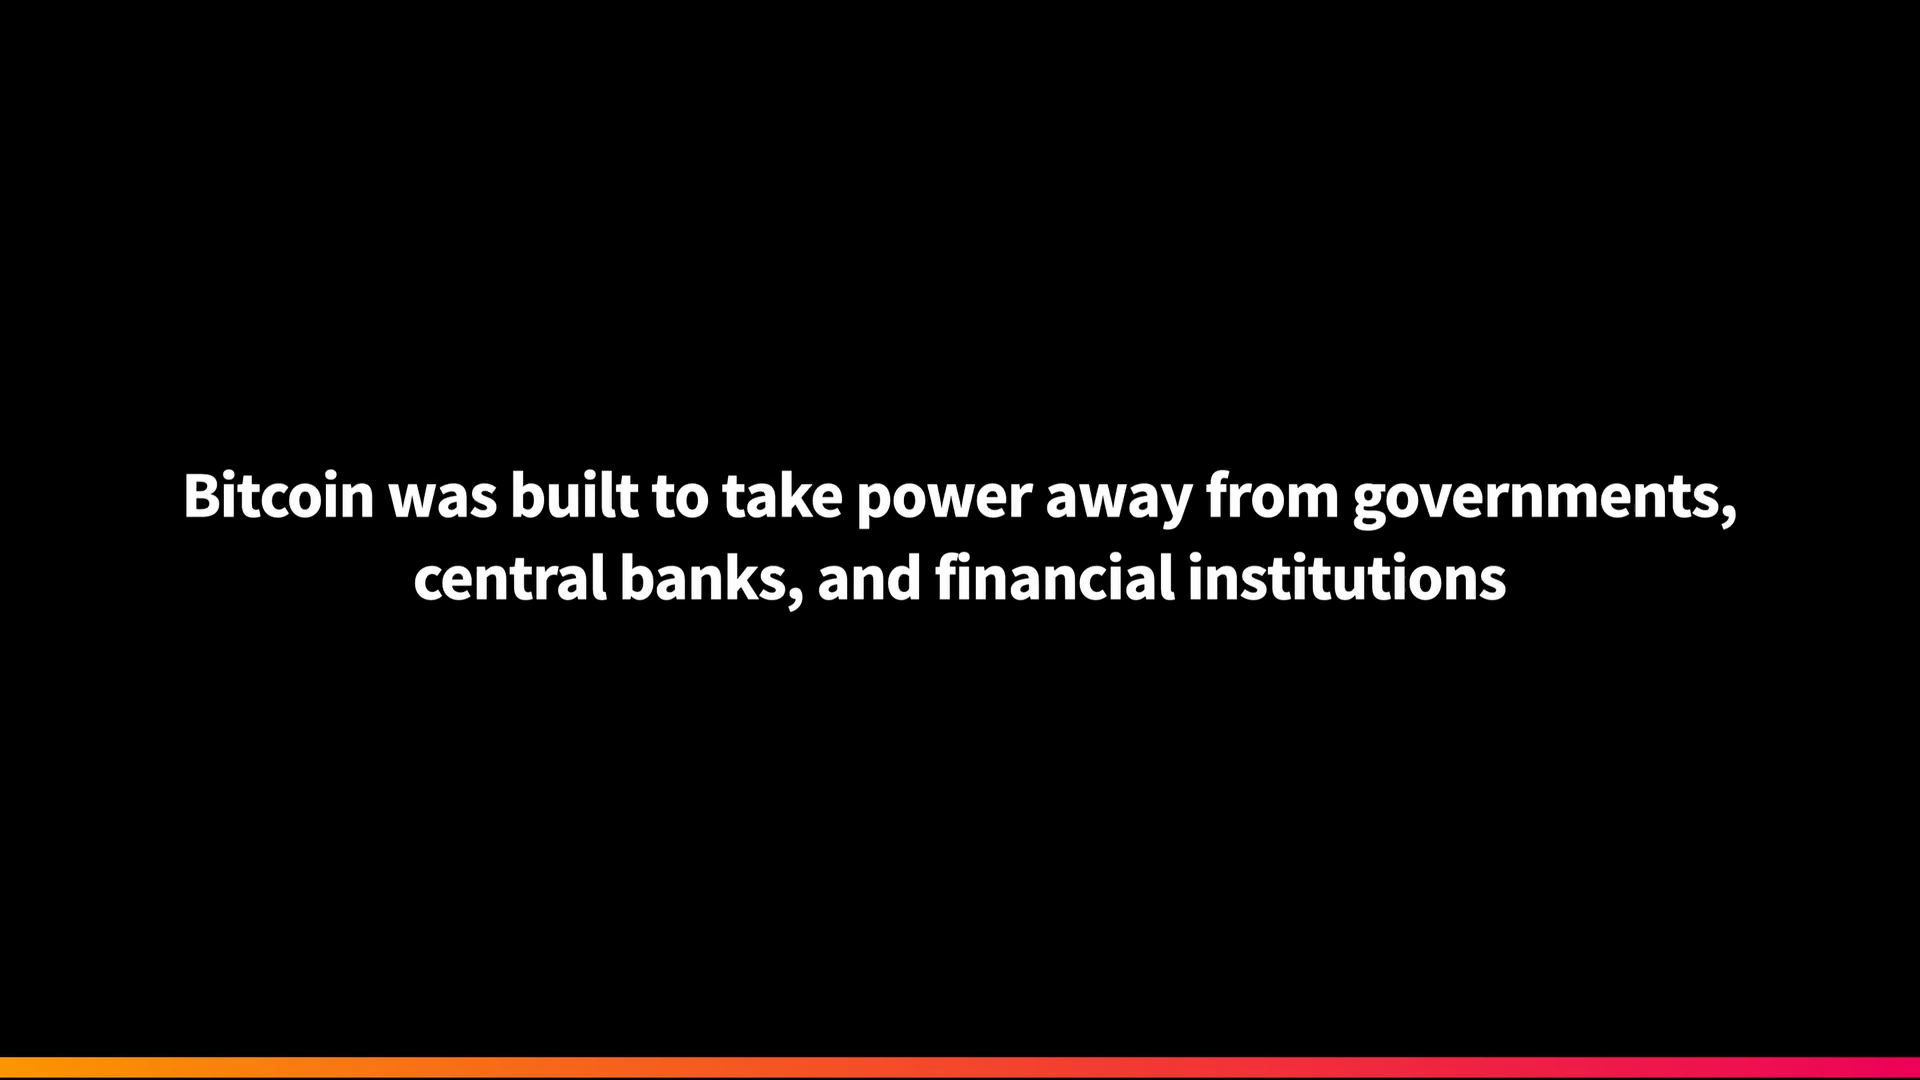 Bitcoin was built to take power away from governments,
central banks, and financial institutions